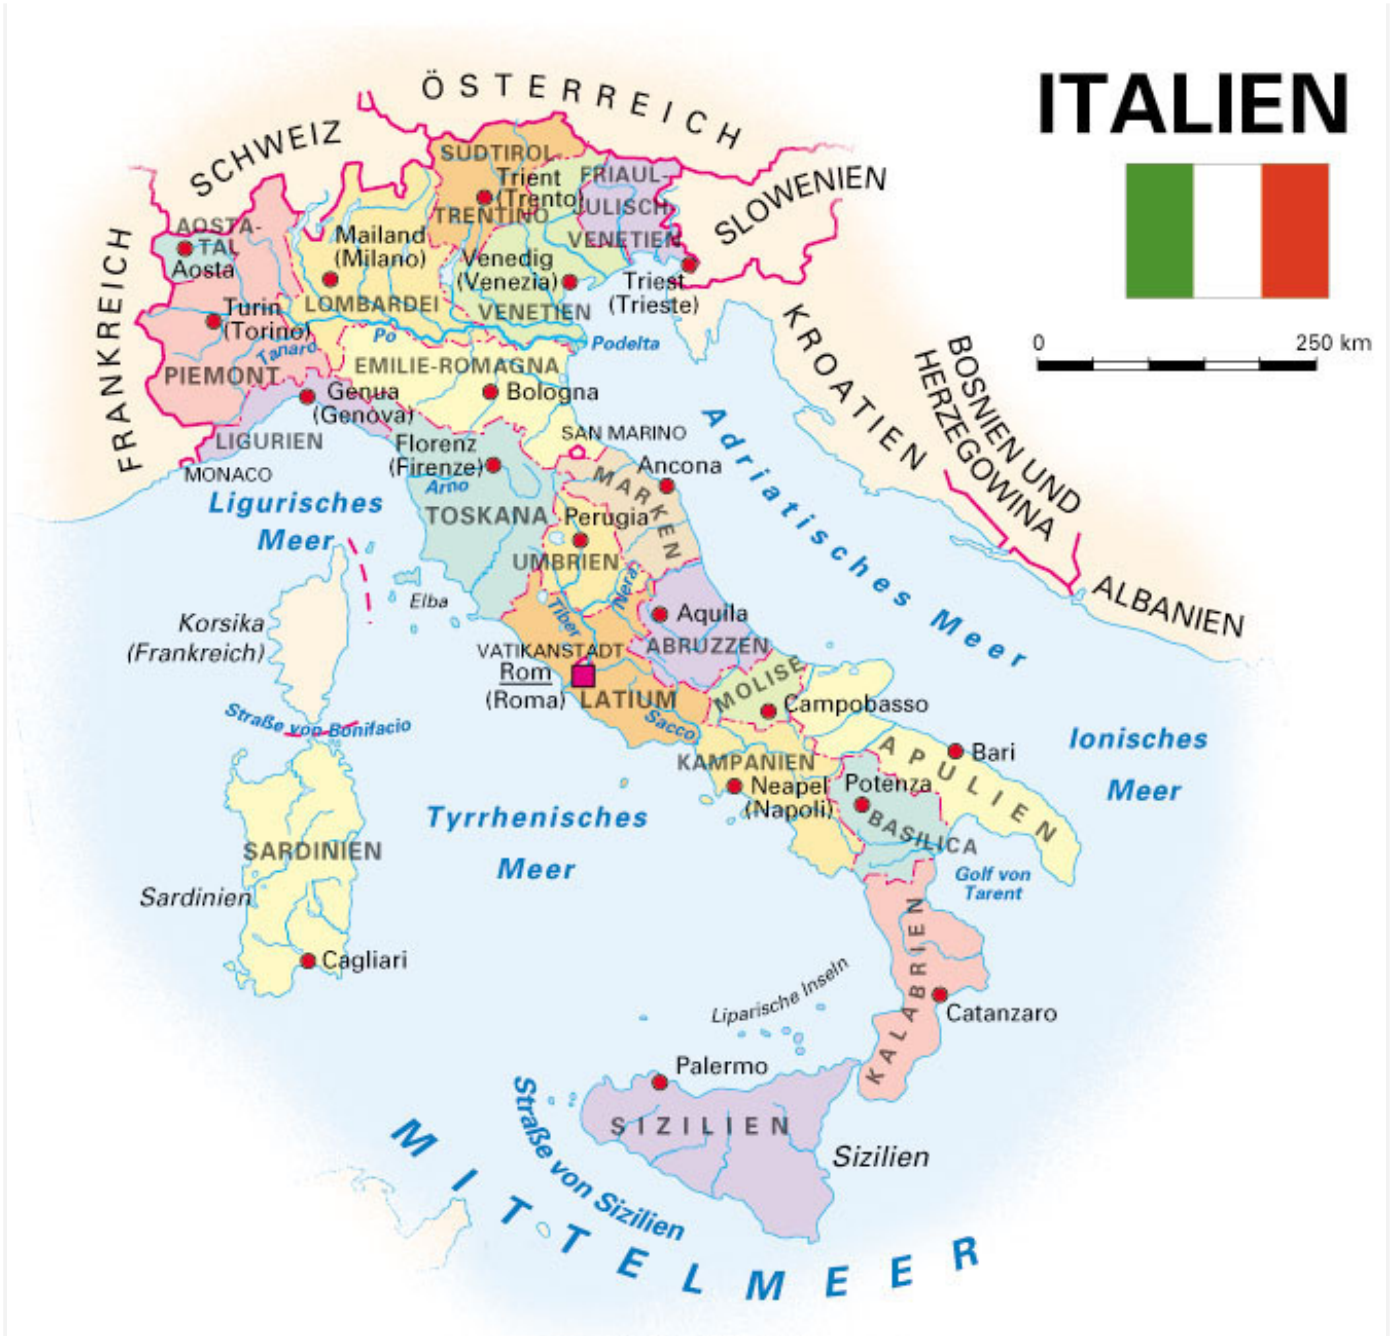 ITALIEN
0
250 km
ÖSTERREICH
SCHWEIZ
SLOWENIEN
FRANKREICH
KROATIEN
BOSNIEN UND
HERZEGOWINA
ALBANIEN
SÜDTIROL-
TRENTINO
Trient
(Trento)
FRIAUL-
JULISCH-
VENETIEN
AOSTA-
TAL
Aosta
Mailand
(Milano)
LOMBARDEI
Venedig
(Venezia)
VENETIEN
Triest
(Trieste)
Turin
(Torino)
Tanaro
PIEMONT
Po
Podelta
EMILIE-ROMAGNA
Bologna
Genua
(Genova)
LIGURIEN
MONACO
Florenz
(Firenze)
Arno
TOSKANA
SAN MARINO
Ancona
MARKEN
Perugia
UMBRIEN
Nera
Tiber
Ligurisches
Meer
Adriatisches Meer
Elba
Korsika
(Frankreich)
Aquila
ABRUZZEN
VATIKANSTADT
Rom
(Roma)
LATIUM
Sacco
MOLISE
Campobasso
Straße von Bonifacio
KAMPANIEN
Neapel
(Napoli)
APULIEN
Bari
Potenza
BASILICA
Golf von
Tarent
Ionisches
Meer
Tyrrhenisches
Meer
SARDINIEN
Sardinien
Cagliari
KALABRIEN
Catanzaro
Liparische Inseln
Palermo
SIZILIEN
Sizilien
Straße von Sizilien
MITTELMEER